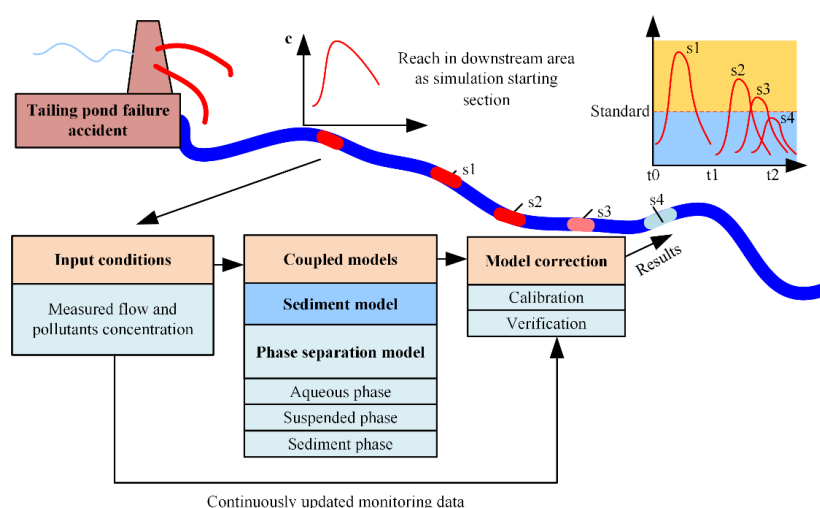 c
Reach in downstream area
as simulation starting
section
Tailing pond failure
accident
Standard
s1
s2
s3
s4
t0
t1
t2
s1
s2
s3
s4
Input conditions
Measured flow and
pollutants concentration
Coupled models
Sediment model
Phase separation model
Aqueous phase
Suspended phase
Sediment phase
Model correction
Calibration
Verification
Results
Continuously updated monitoring data